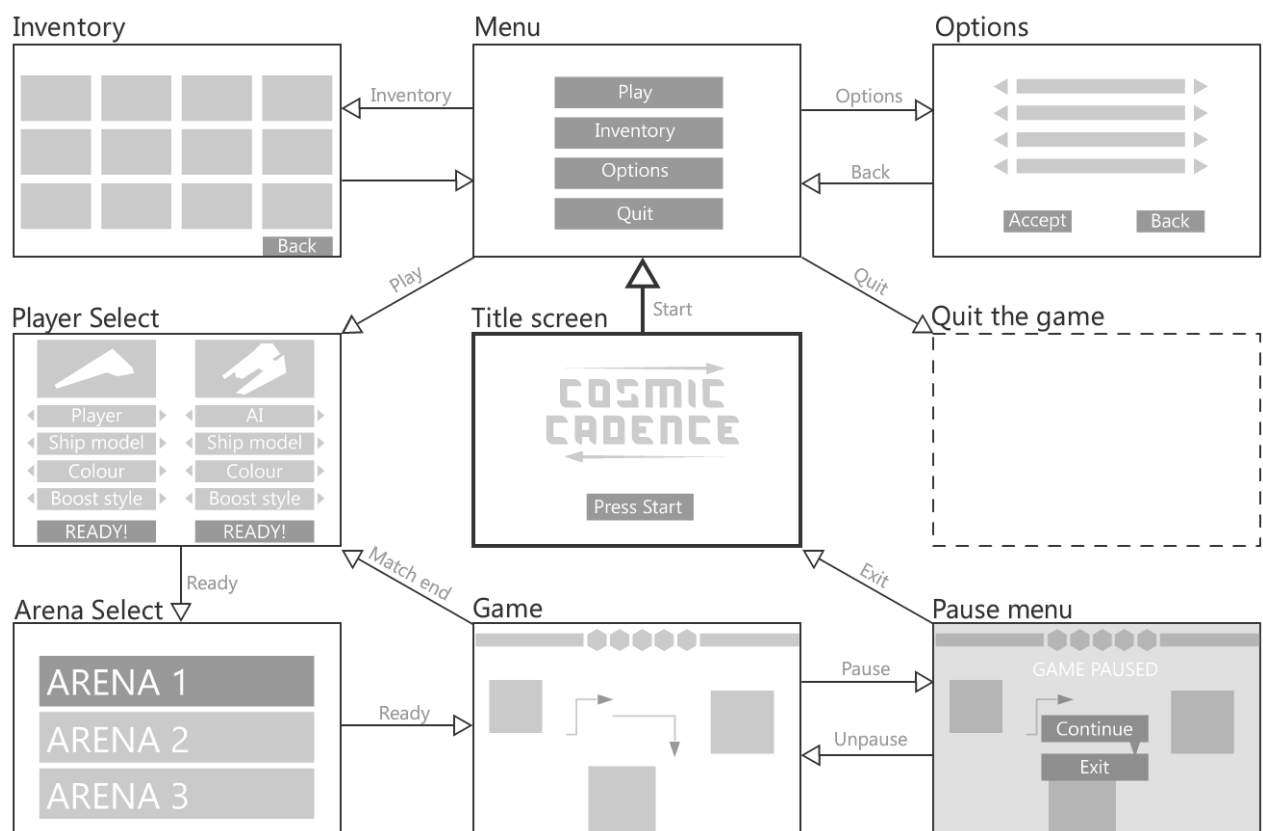 Inventory
Back
Inventory
Menu
Play
Inventory
Options
Quit
Options
Back
Options
Accept
Back
Play
Start
Quit
Player Select
Player
Ship model
Colour
Boost style
READY!
AI
Ship model
Colour
Boost style
READY!
Title screen
COSMIC
CADENCE
Press Start
Quit the game
Ready
Match end
Exit
Arena Select
ARENA 1
ARENA 2
ARENA 3
Ready
Game
Pause
Unpause
Pause menu
GAME PAUSED
Continue
Exit